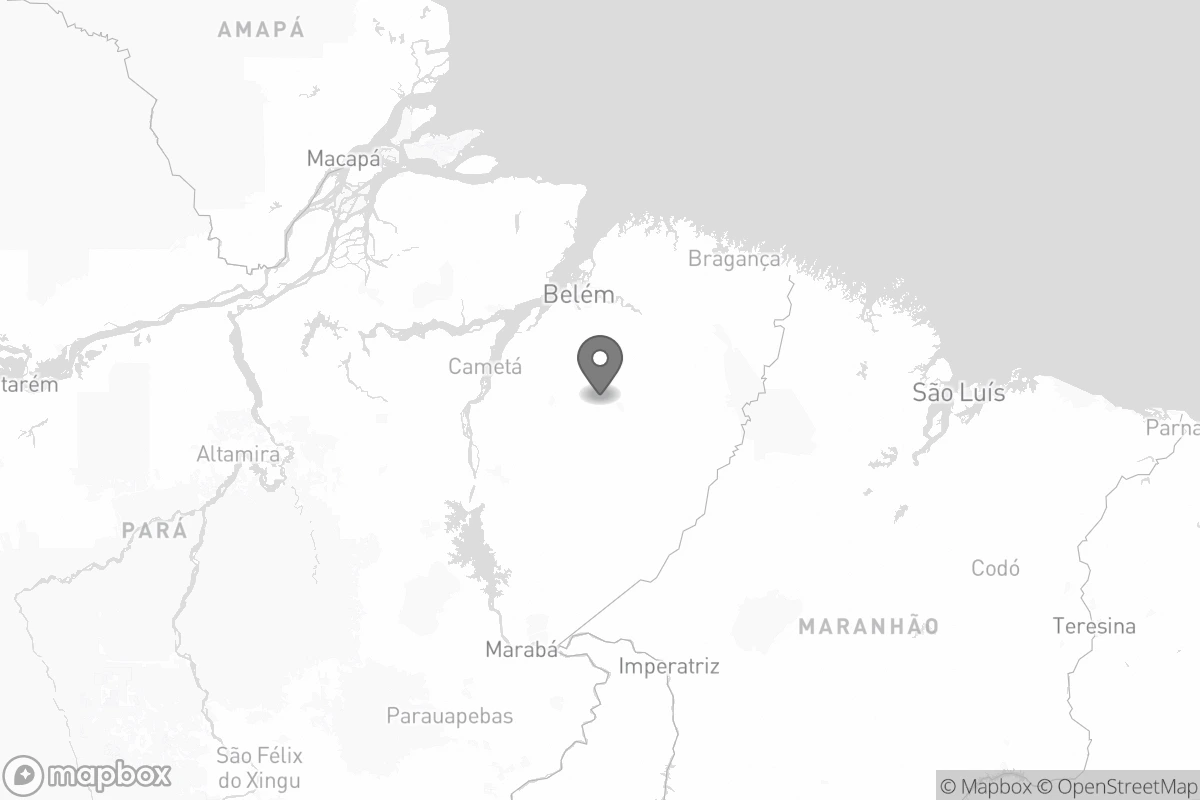 AMAPÁ
Macapá
Bragança
Belém
Cametá
tarém
São Luís
Parna
Altamira
PARÁ
Codó
MARANHÃO
Teresina
Marabá
Imperatriz
Parauapebas
São Félix
do Xingu
mapbox
© Mapbox © OpenStreetMap